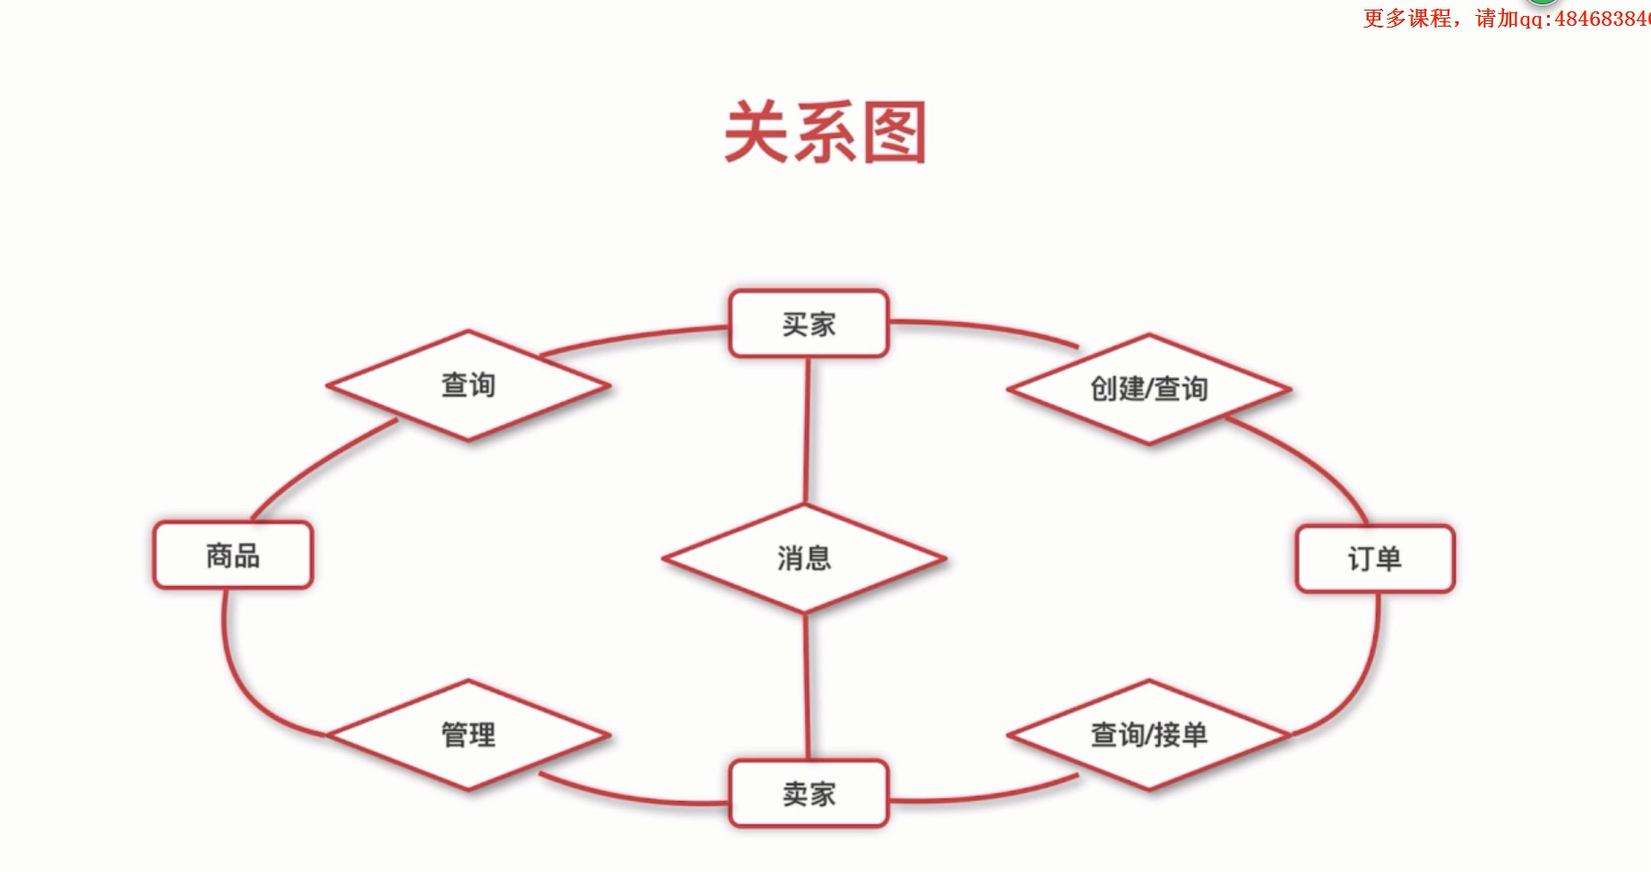 更多课程，请加qq:48468384
关系图
买家
查询
创建/查询
商品
消息
订单
管理
查询/接单
卖家